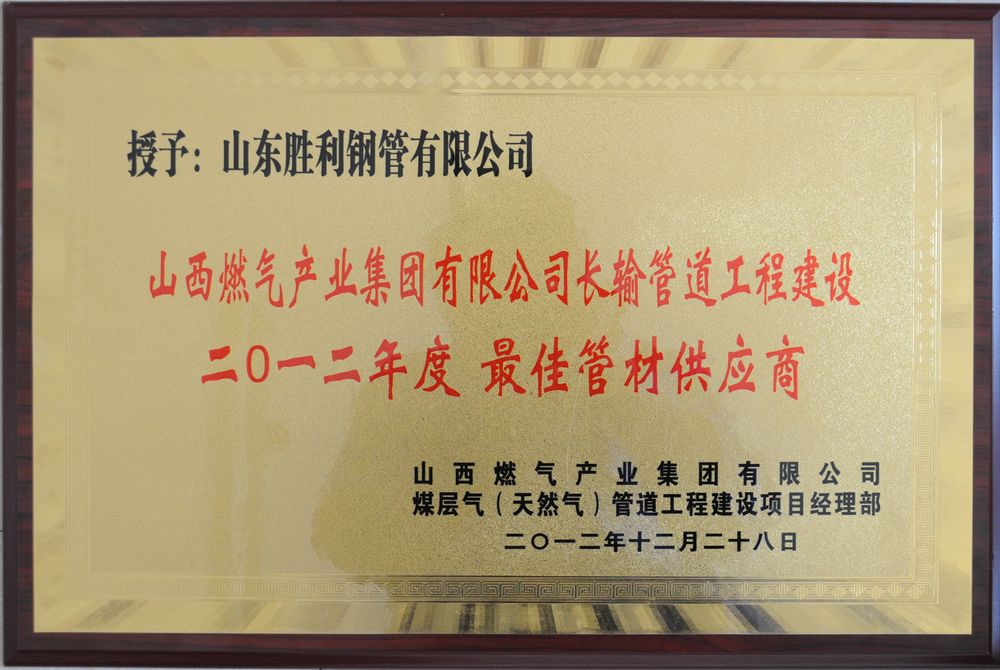 授予：山东胜利钢管有限公司
山西燃气产业集团有限公司长输管道工程建设
二〇一二年度 最佳管材供应商
山西燃气产业集团有限公司
煤层气（天然气）管道工程建设项目经理部
二〇一二年十二月二十八日